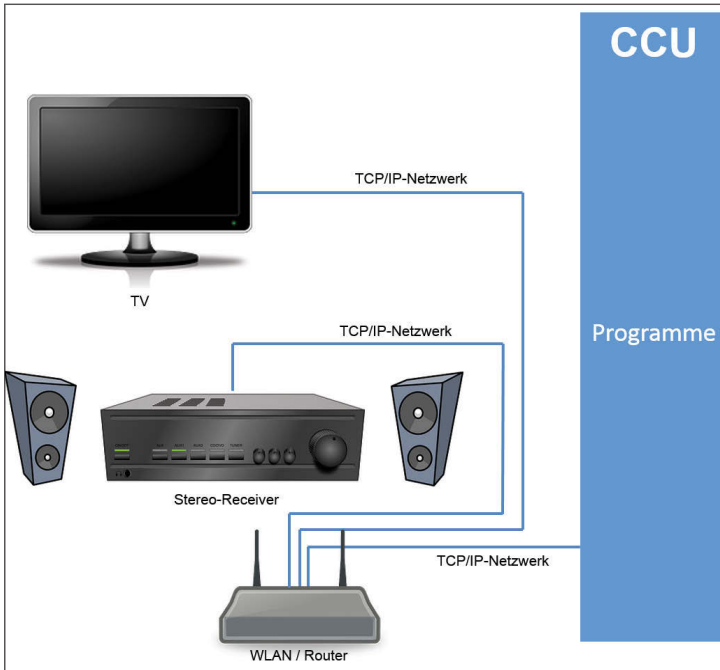 CCU
TCP/IP-Netzwerk
TV
TCP/IP-Netzwerk
Programme
Stereo-Receiver
TCP/IP-Netzwerk
WLAN / Router